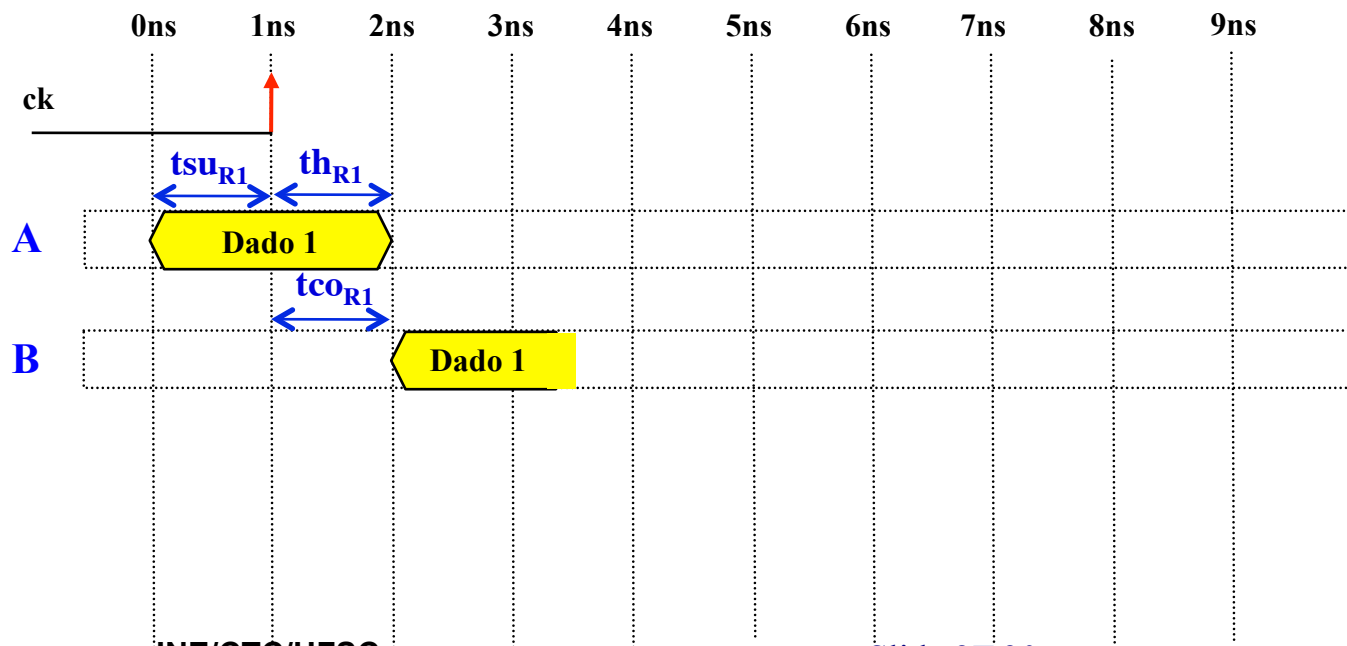 0ns 1ns 2ns 3ns 4ns 5ns 6ns 7ns 8ns 9ns
ck
tsuR1 thR1
A Dado 1
tcoR1
B Dado 1